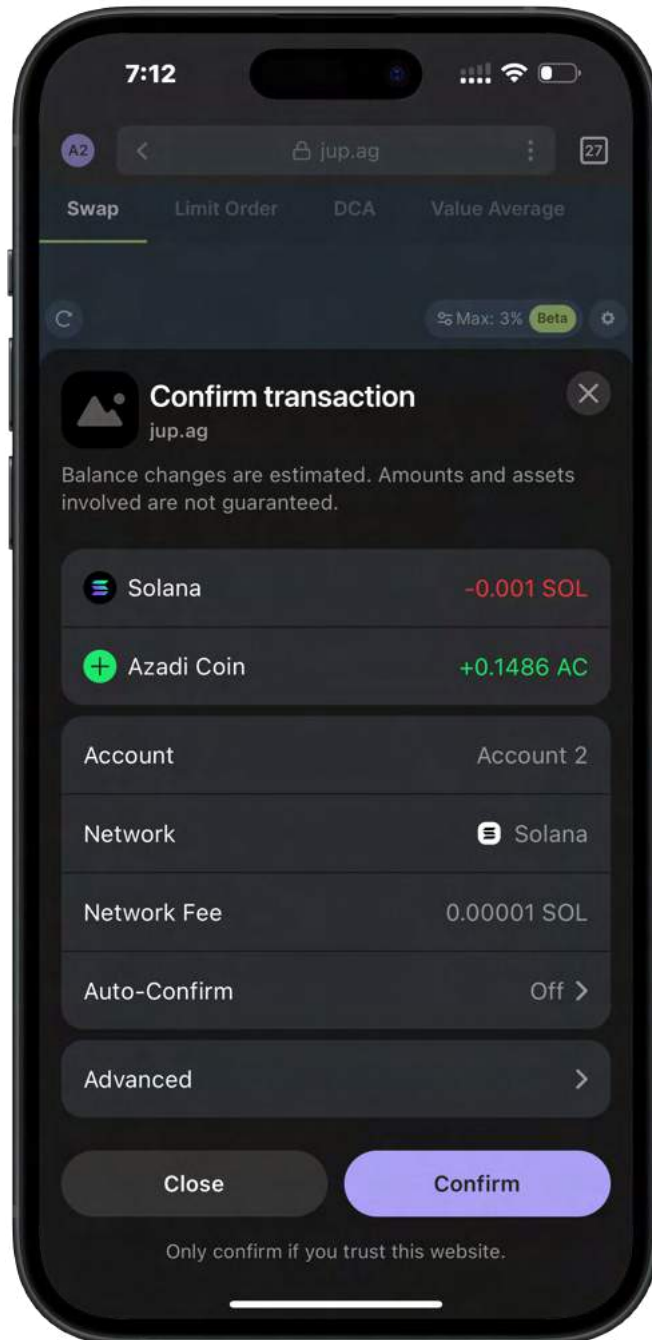 7:12
A2
jup.ag
27
Swap Limit Order DCA Value Average
Max: 3% Beta
Confirm transaction
jup.ag
Balance changes are estimated. Amounts and assets
involved are not guaranteed.
Solana -0.001 SOL
Azadi Coin +0.1486 AC
Account Account 2
Network Solana
Network Fee 0.00001 SOL
Auto-Confirm Off
Advanced
Close Confirm
Only confirm if you trust this website.